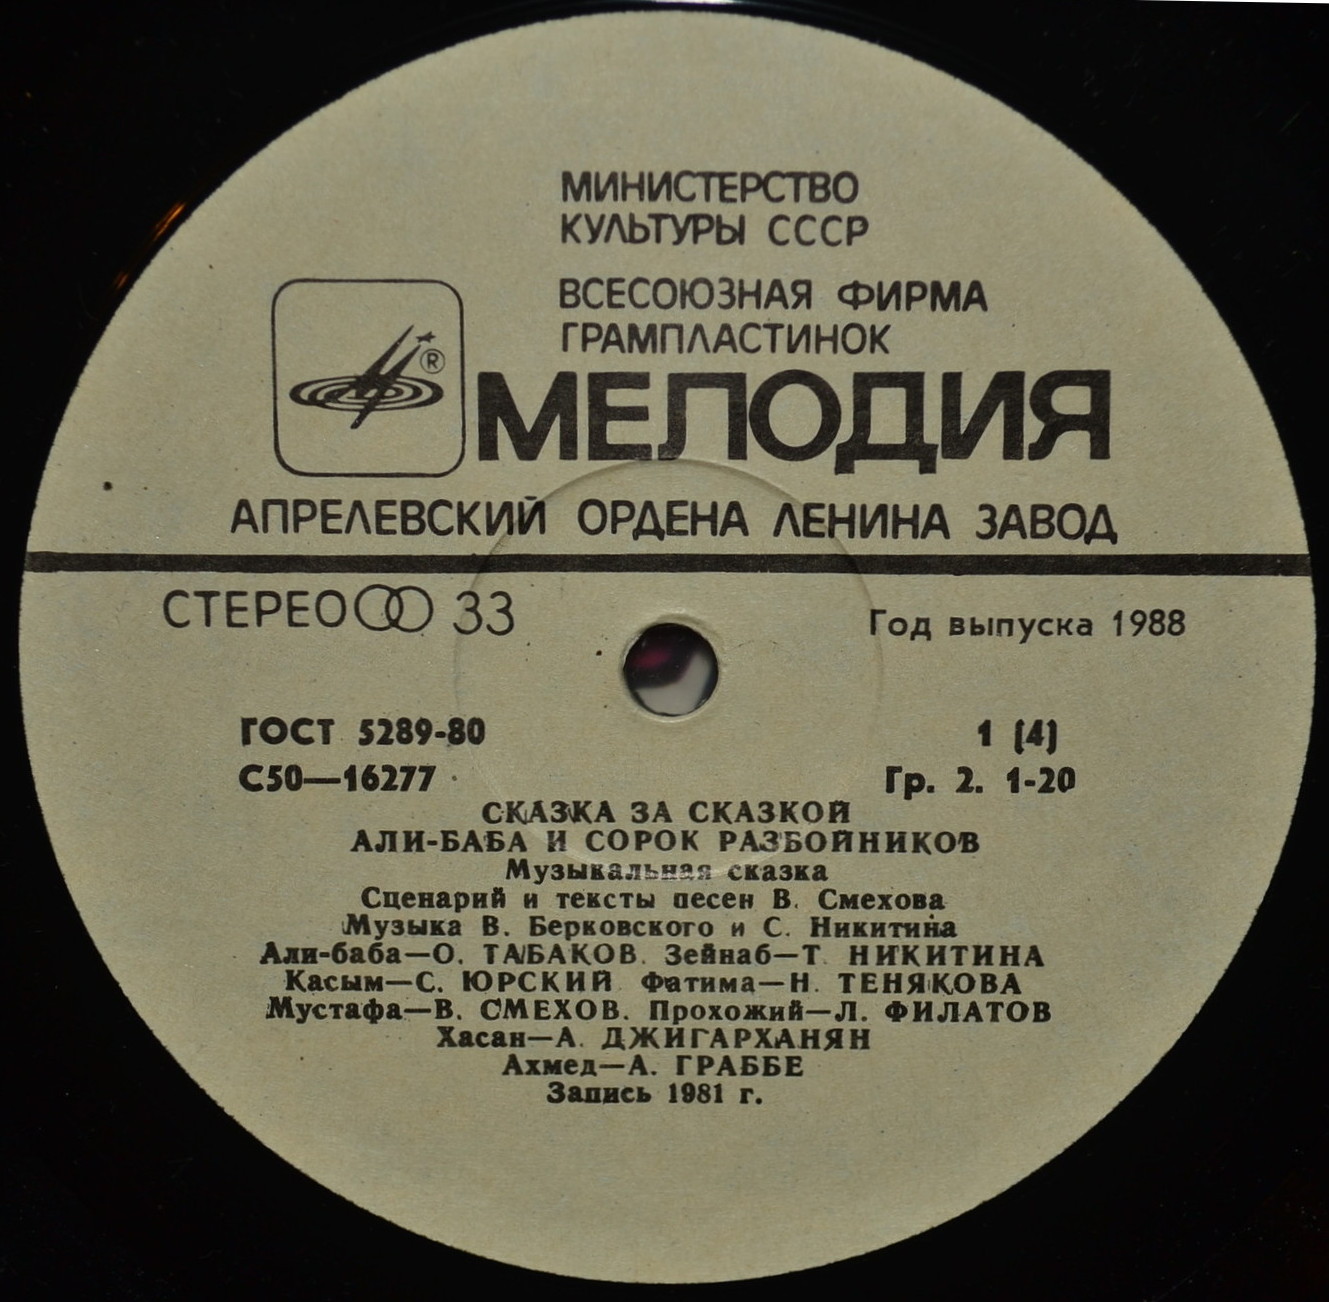 МИНИСТЕРСТВО
КУЛЬТУРЫ СССР
ВСЕСОЮЗНАЯ ФИРМА
ГРАМПЛАСТИНОК
®
МЕЛОДИЯ
АПРЕЛЕВСКИЙ ОРДЕНА ЛЕНИНА ЗАВОД
СТЕРЕО 33
Год выпуска 1988
ГОСТ 5289-80
1 (4)
С50—16277
Гр. 2. 1-20
СКАЗКА ЗА СКАЗКОЙ
АЛИ-БАБА И СОРОК РАЗБОЙНИКОВ
Музыкальная сказка
Сценарий и тексты песен В. Смехова
Музыка В. Берковского и С. Никитина
Али-баба—О. ТАБАКОВ. Зейнаб—Т. НИКИТИНА
Касым—С. ЮРСКИЙ Фатима—Н. ТЕНЯКОВА
Мустафа—В. СМЕХОВ. Прохожий—Л. ФИЛАТОВ
Хасан—А. ДЖИГАРХАНЯН
Ахмед—А. ГРАББЕ
Запись 1981 г.